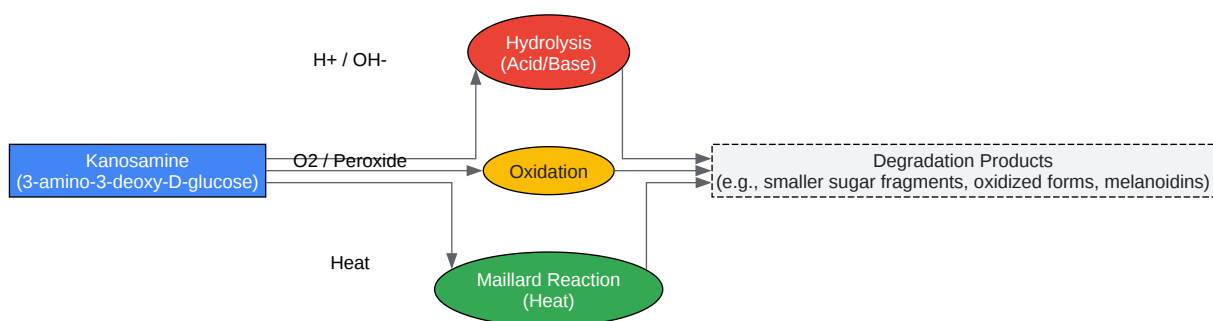 H+ / OH-
Hydrolysis
(Acid/Base)
Kanosamine
(3-amino-3-deoxy-D-glucose)
O2 / Peroxide
Oxidation
Degradation Products
(e.g., smaller sugar fragments, oxidized forms, melanoidins)
Heat
Maillard Reaction
(Heat)